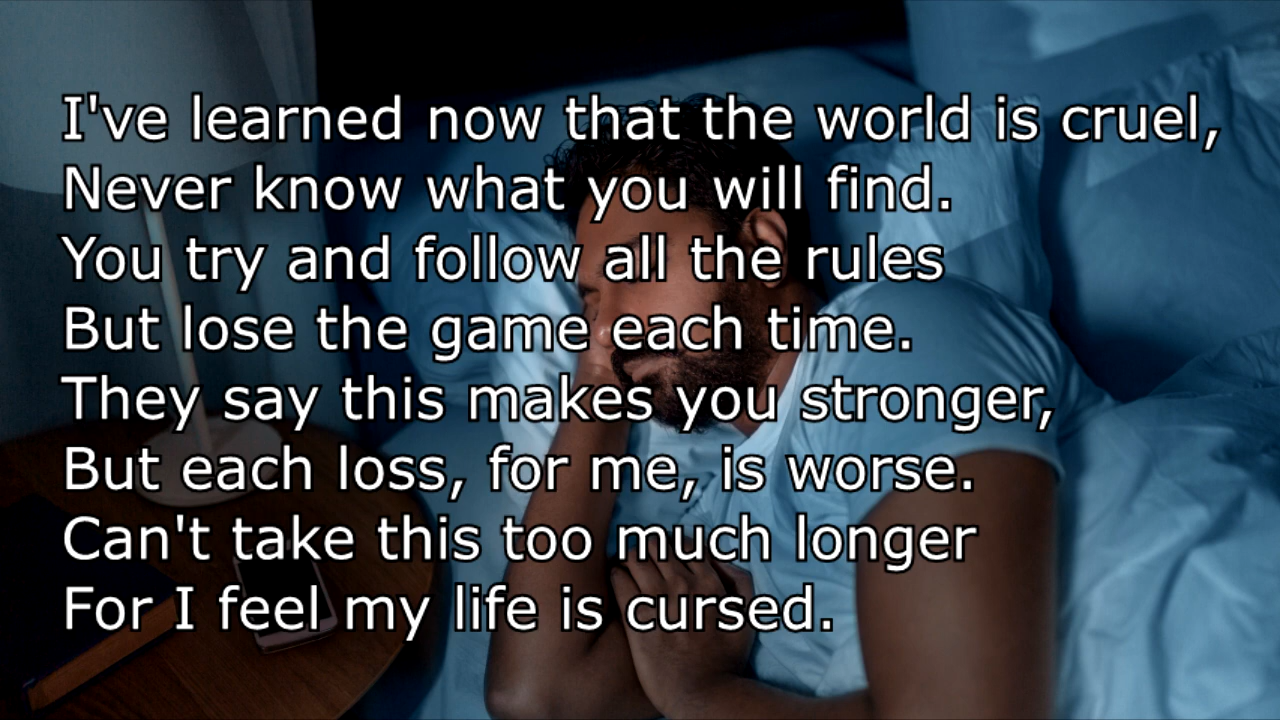 I've learned now that the world is cruel,
Never know what you will find.
You try and follow all the rules
But lose the game each time.
They say this makes you stronger,
But each loss, for me, is worse.
Can't take this too much longer
For I feel my life is cursed.